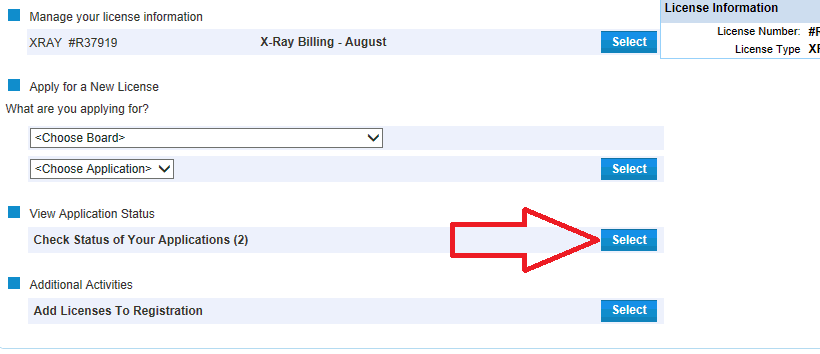 Manage your license information
XRAY #R37919 X-Ray Billing - August Select
License Information
License Number: #R
License Type XR
Apply for a New License
What are you applying for?
<Choose Board>
<Choose Application> Select
View Application Status
Check Status of Your Applications (2) Select
Additional Activities
Add Licenses To Registration Select